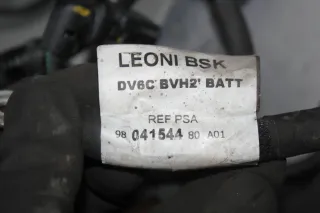 LEONI BSK
DV6C BVH2' BATT
REF PSA
98 041544 80 A01